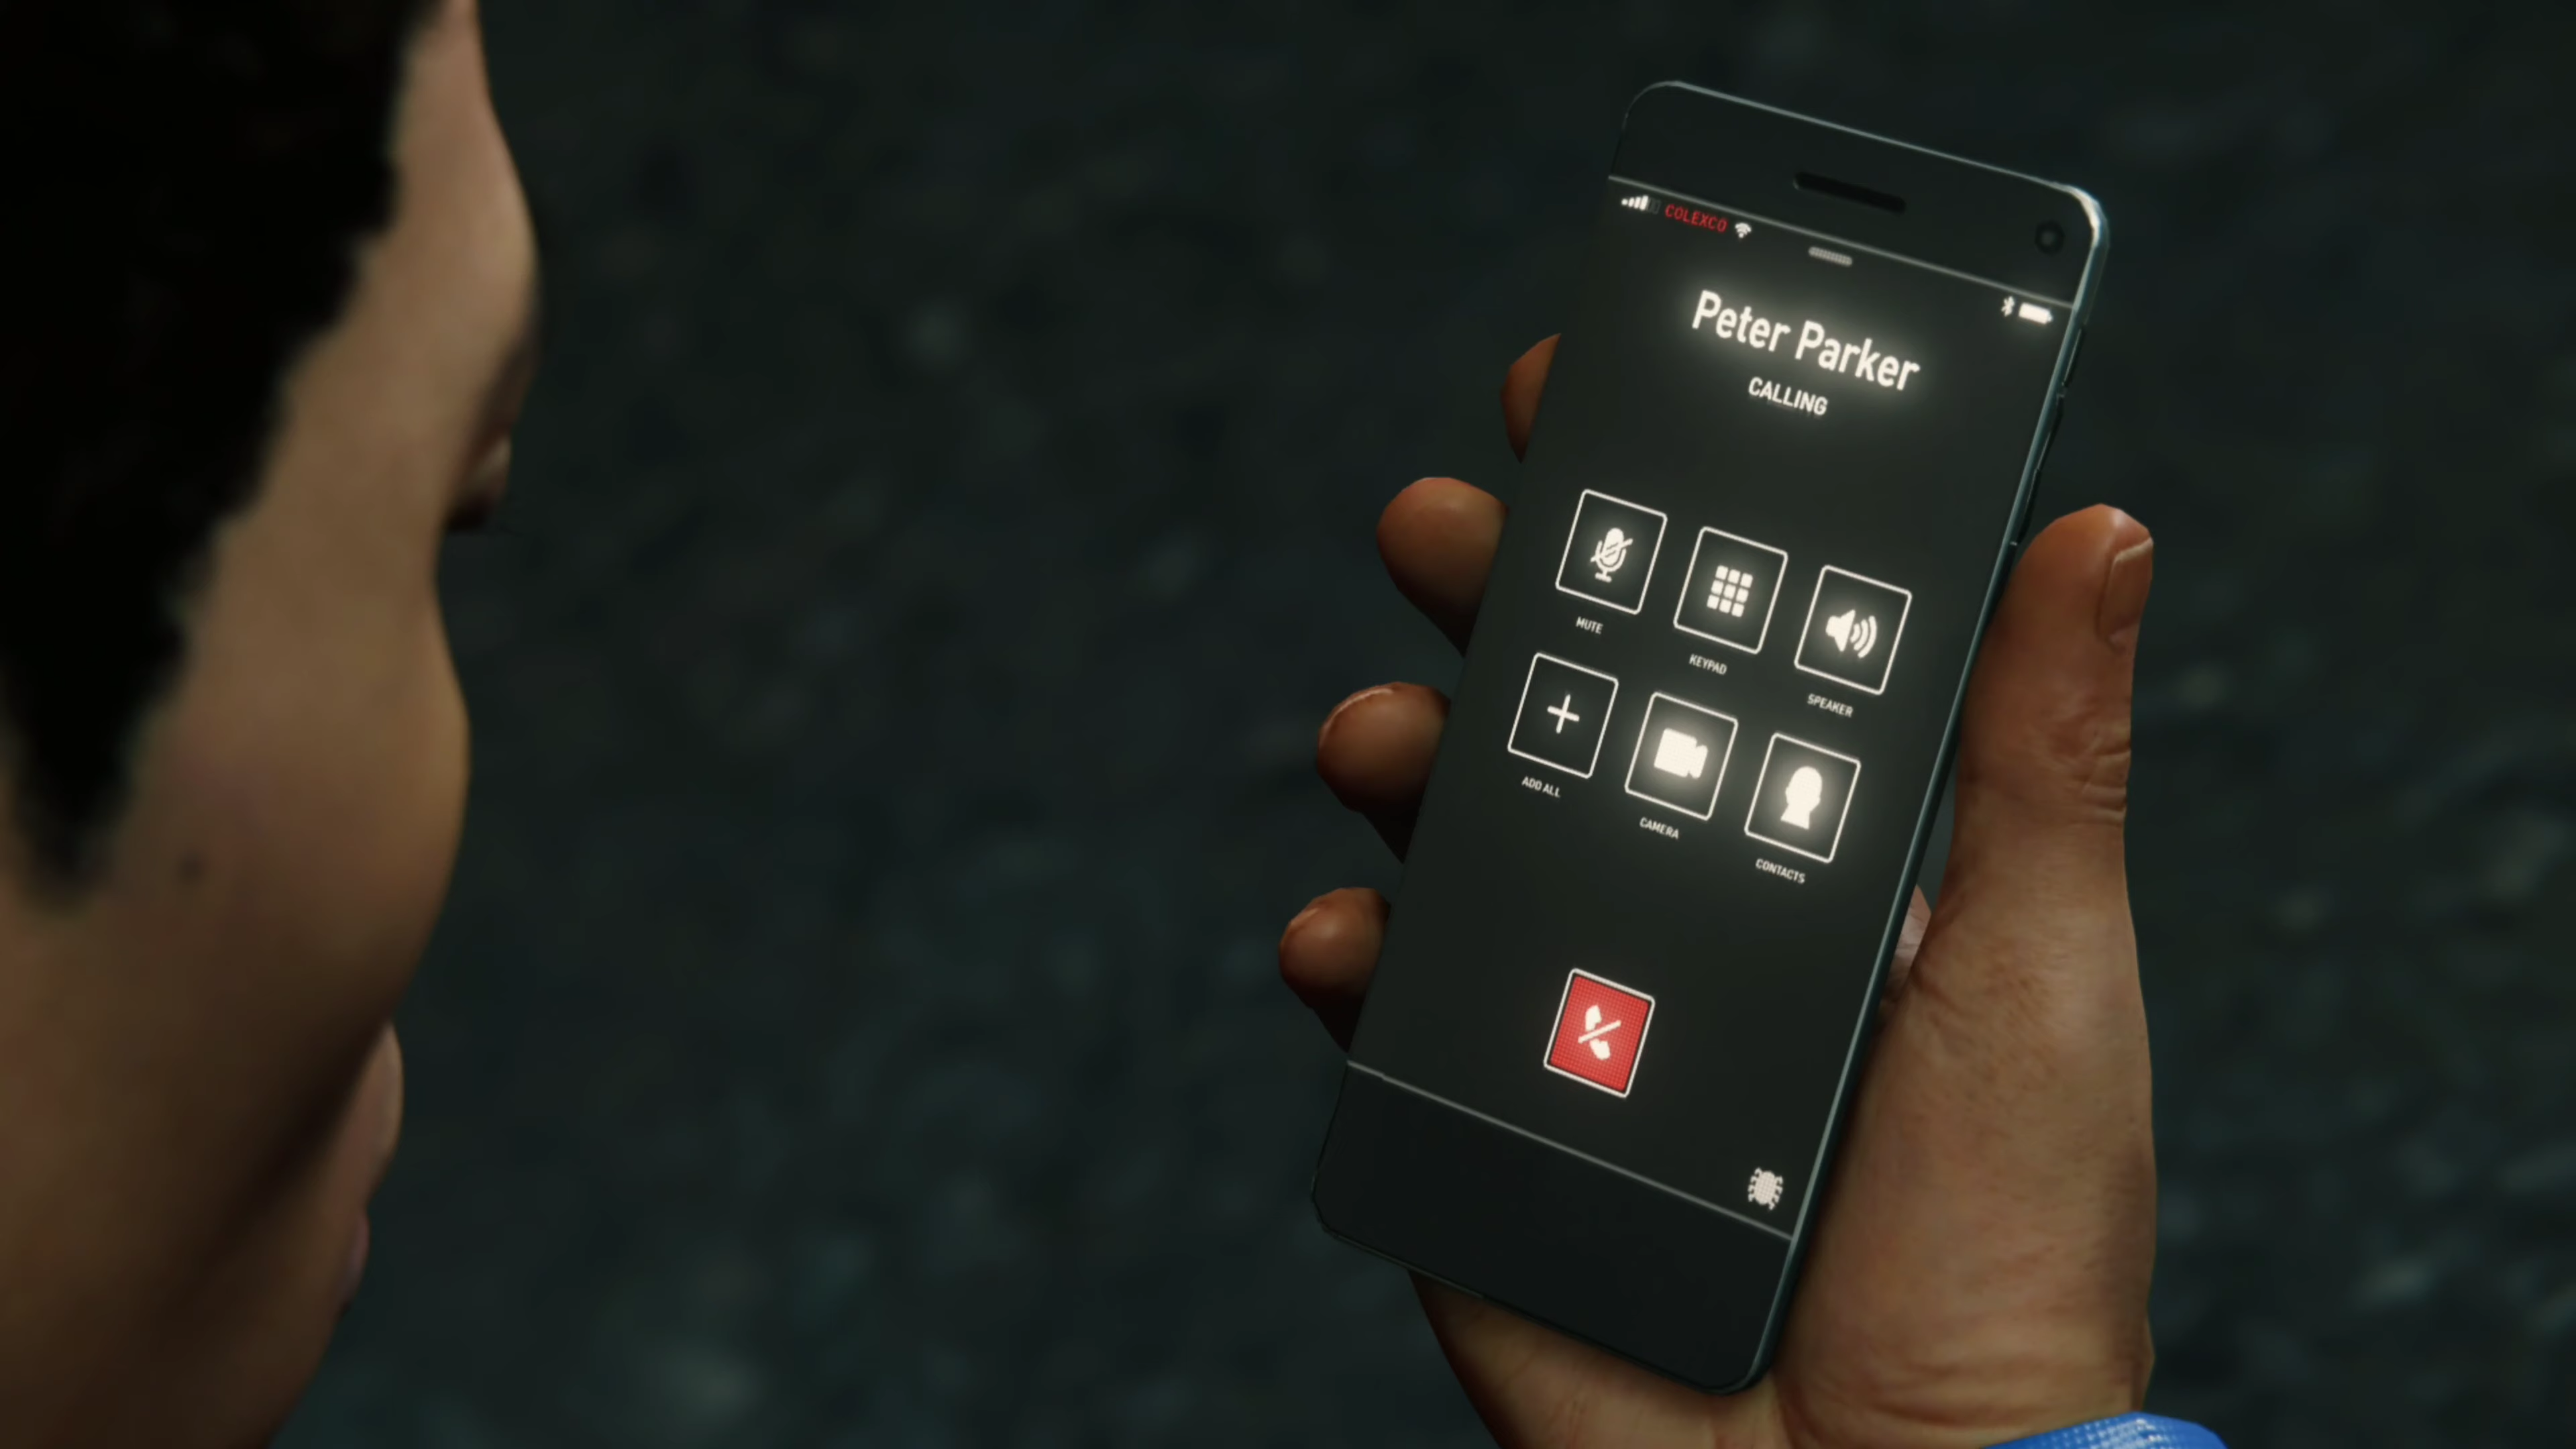 COLEXCO
Peter Parker
CALLING
MUTE
KEYPAD
SPEAKER
ADD ALL
CAMERA
CONTACTS